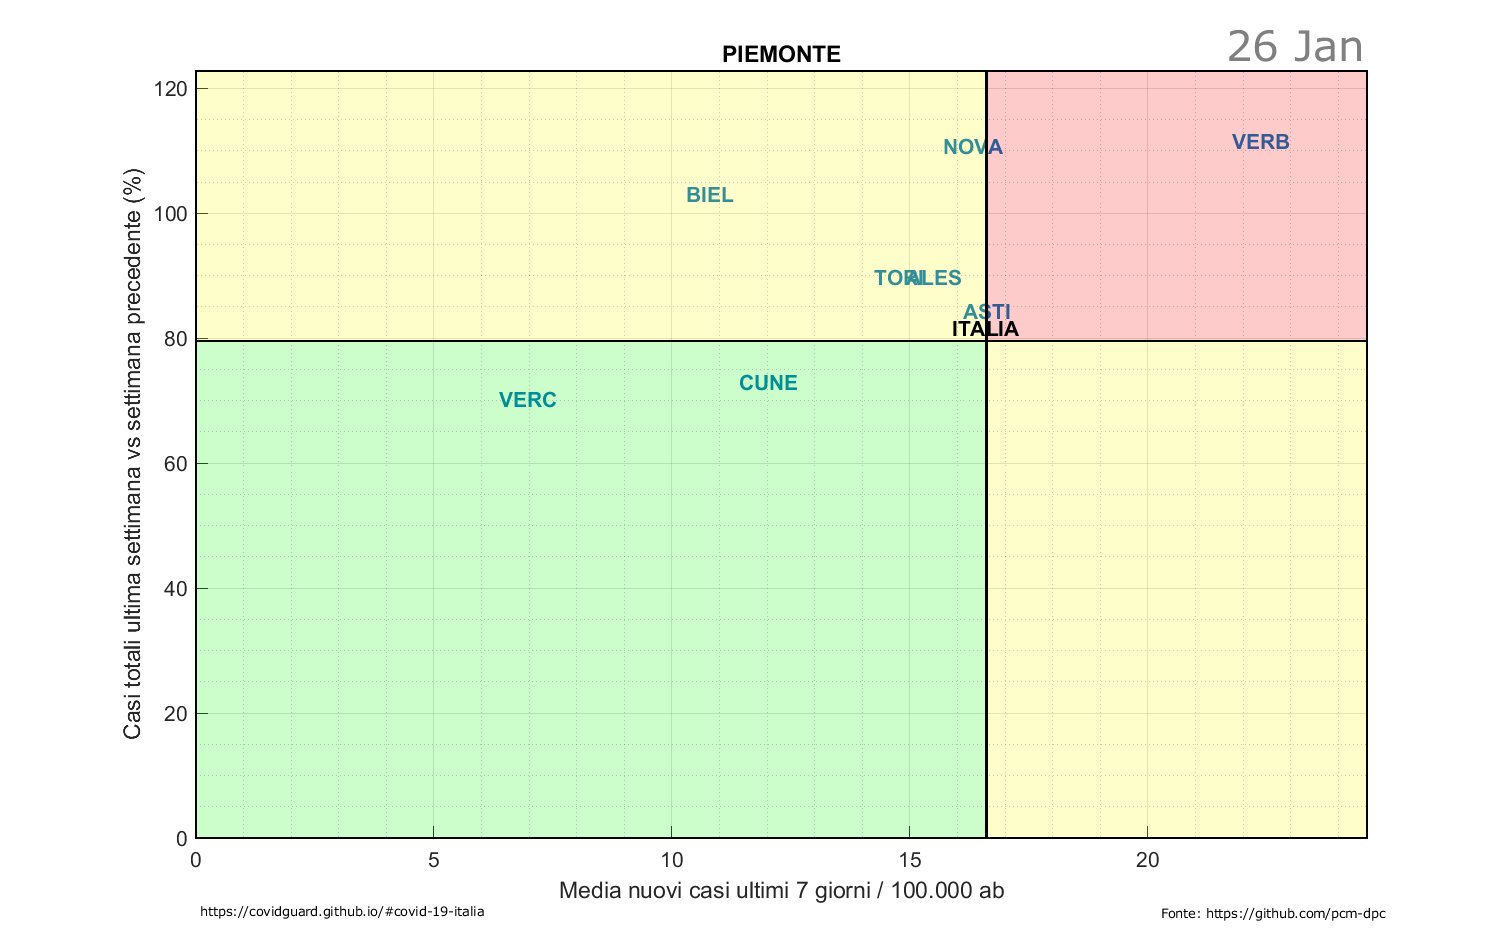 26 Jan
PIEMONTE
120
100
80
60
40
20
0
Casi totali ultima settimana vs settimana precedente (%)
VERB
NOVA
BIEL
TORI
ALES
ASTI
ITALIA
CUNE
VERC
0 5 10 15 20
Media nuovi casi ultimi 7 giorni / 100.000 ab
https://covidguard.github.io/#covid-19-italia
Fonte: https://github.com/pcm-dpc